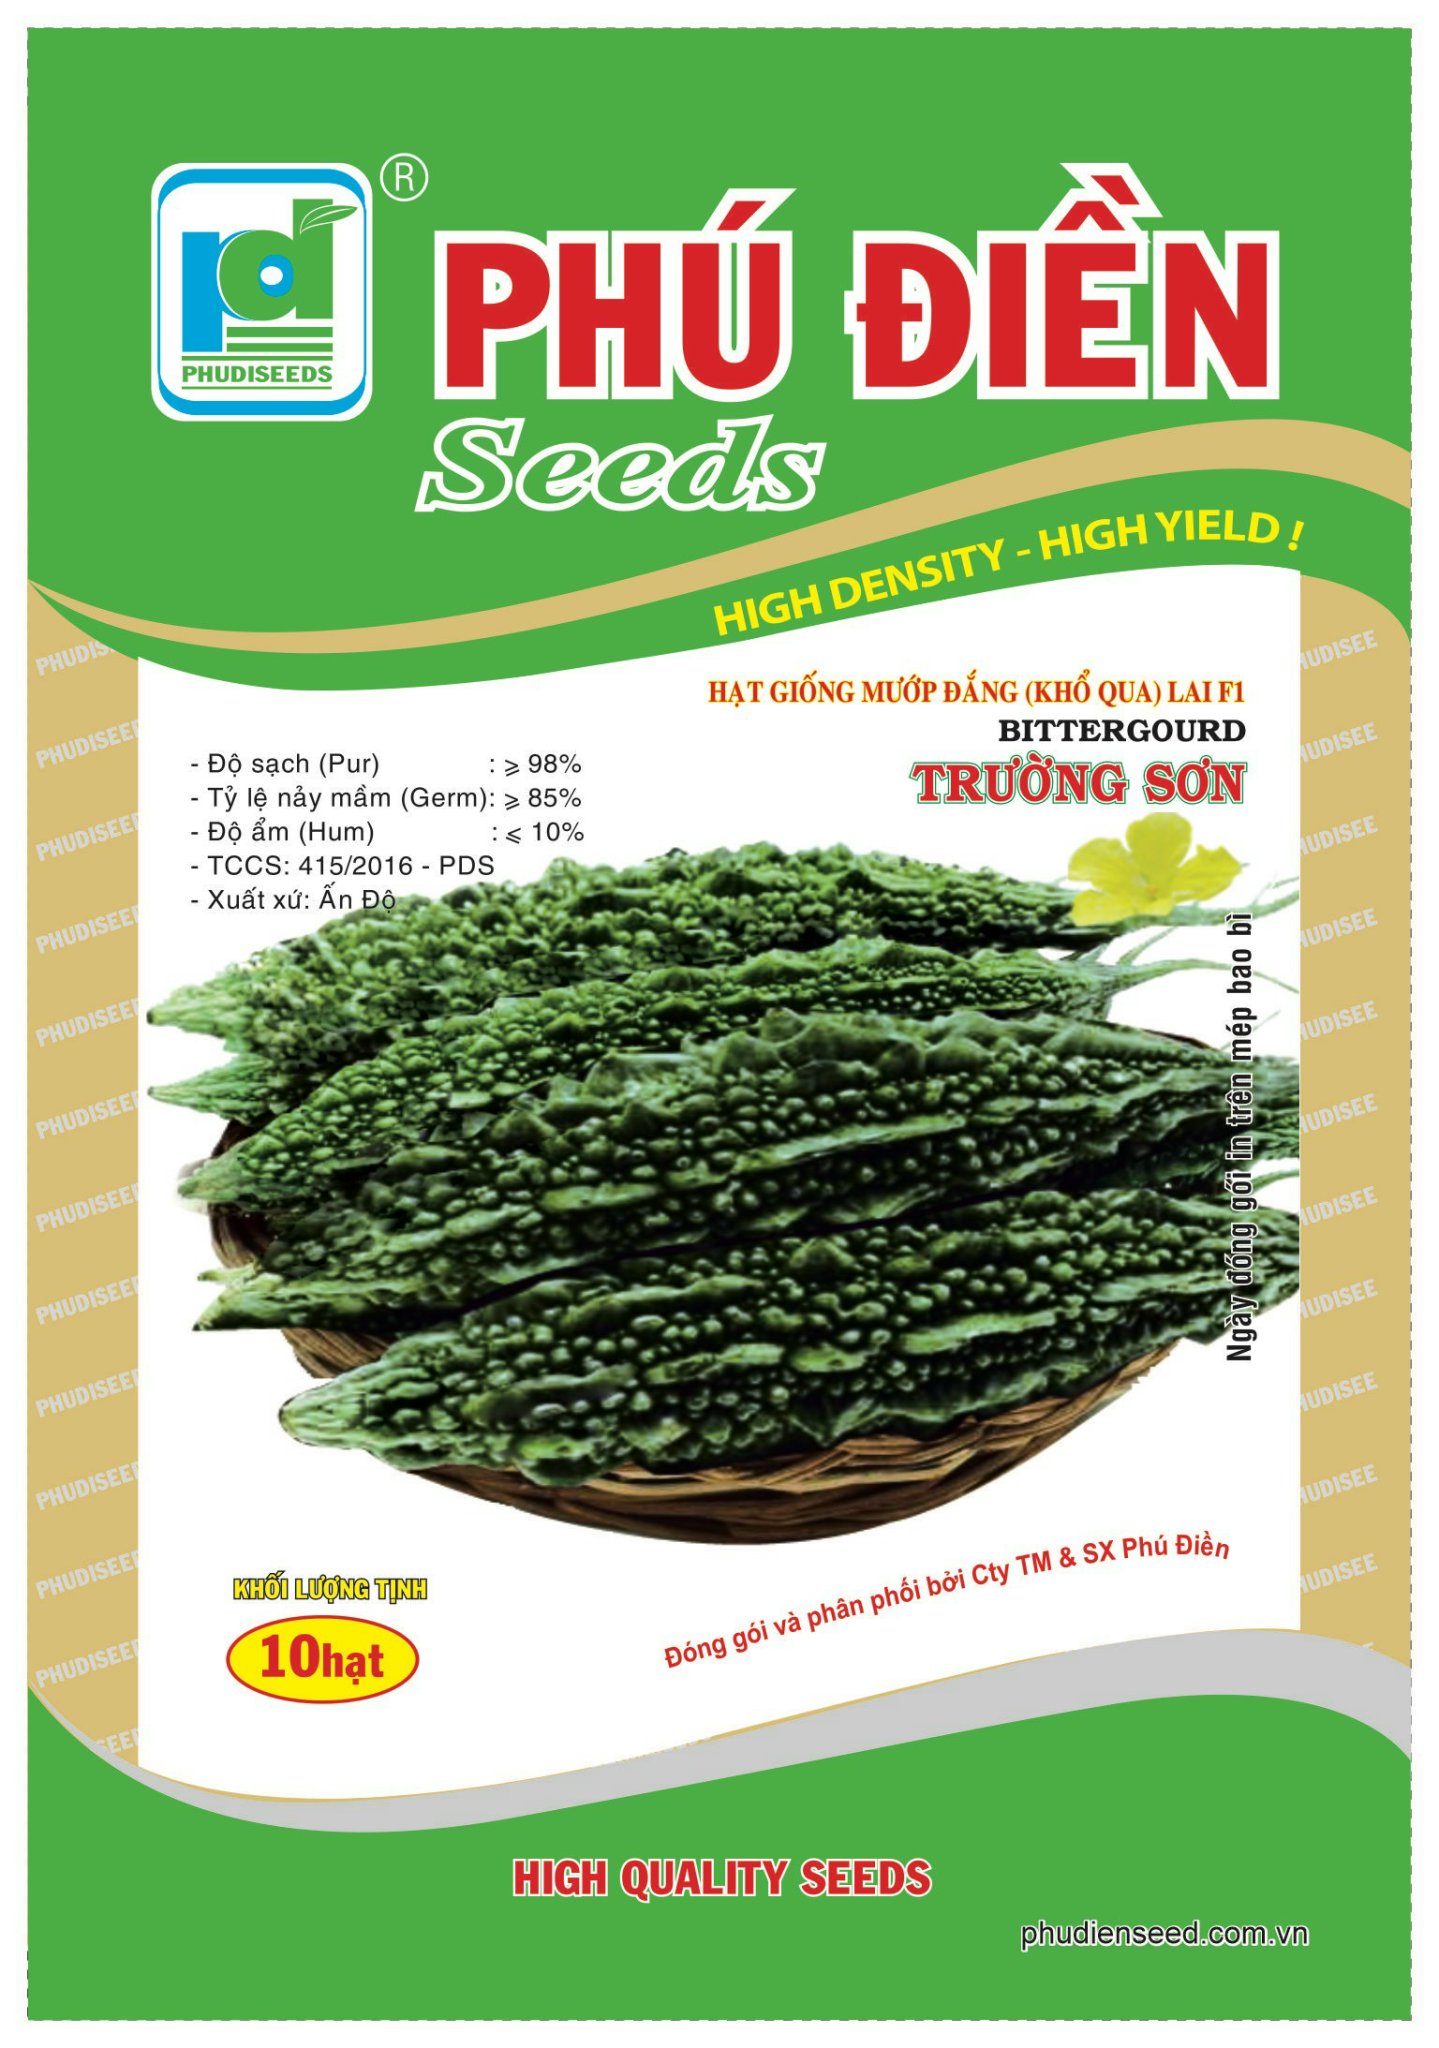 PHUDISEEDS
®
PHÚ ĐIỀN
Seeds
HIGH DENSITY - HIGH YIELD !
HẠT GIỐNG MƯỚP ĐẮNG (KHỔ QUA) LAI F1
BITTERGOURD
TRƯỜNG SƠN
- Độ sạch (Pur) : ⩾ 98%
- Tỷ lệ nảy mầm (Germ): ⩾ 85%
- Độ ẩm (Hum) : ⩽ 10%
- TCCS: 415/2016 - PDS
- Xuất xứ: Ấn Độ
Ngày đóng gói in trên mép bao bì
KHỐI LƯỢNG TỊNH
10hạt
Đóng gói và phân phối bởi Cty TM & SX Phú Điền
HIGH QUALITY SEEDS
phudienseed.com.vn